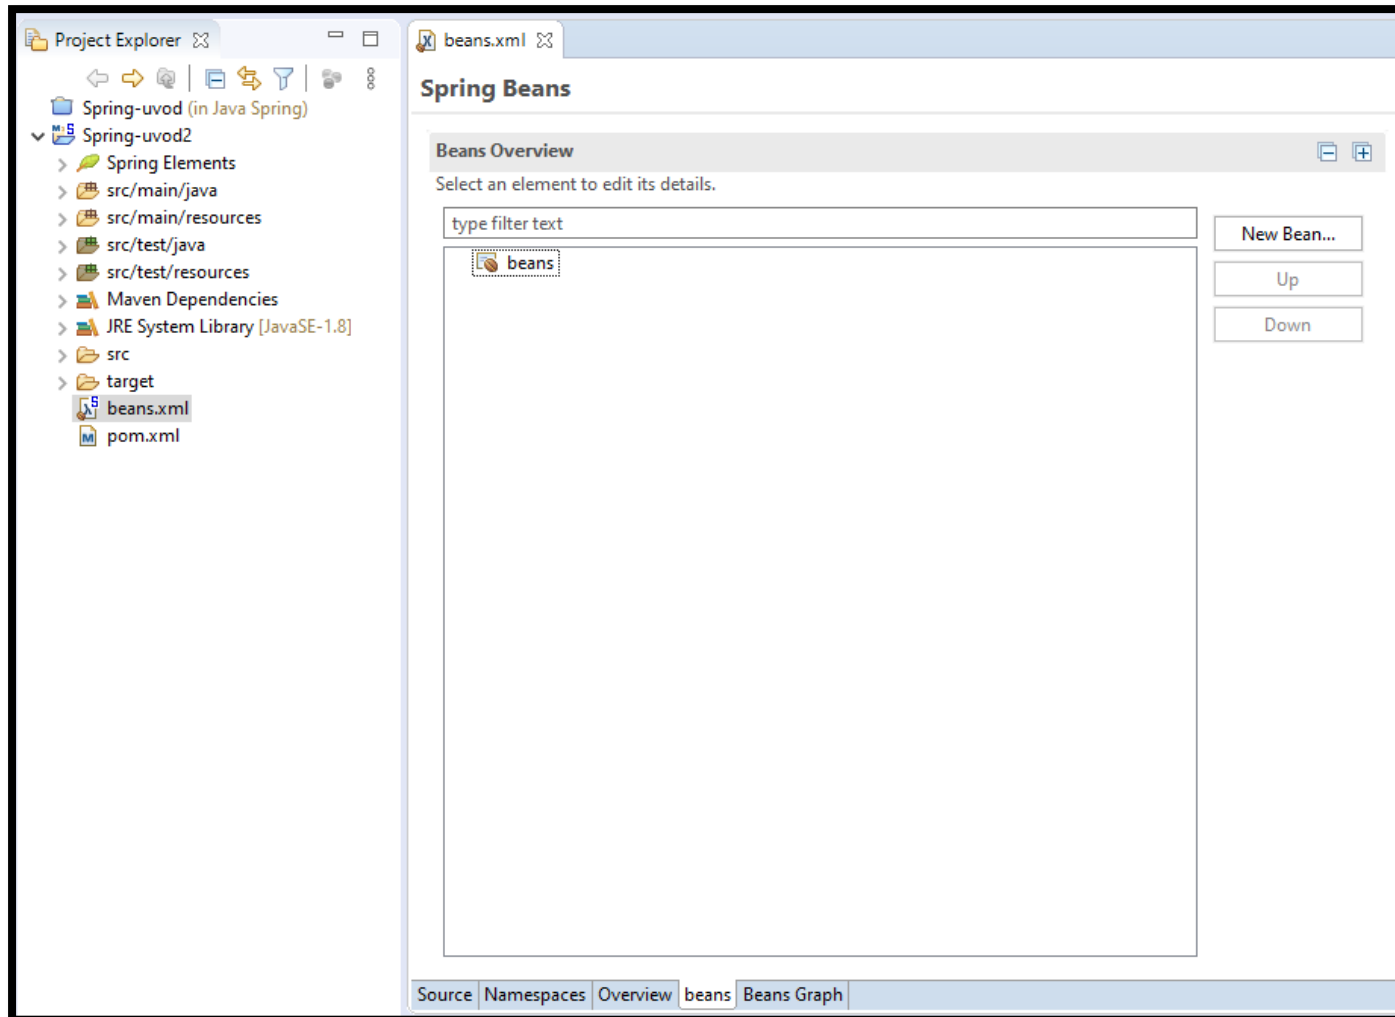 Project Explorer
Spring-uvod (in Java Spring)
Spring-uvod2
Spring Elements
src/main/java
src/main/resources
src/test/java
src/test/resources
Maven Dependencies
JRE System Library [JavaSE-1.8]
src
target
beans.xml
pom.xml
beans.xml
Spring Beans
Beans Overview
Select an element to edit its details.
type filter text
beans
New Bean...
Up
Down
Source Namespaces Overview beans Beans Graph